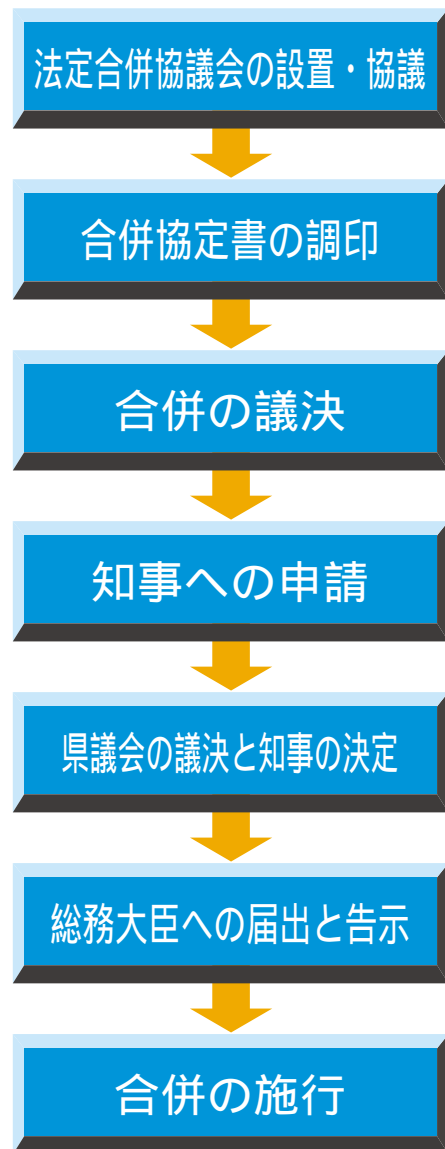 法定合併協議会の設置・協議
合併協定書の調印
合併の議決
知事への申請
県議会の議決と知事の決定
総務大臣への届出と告示
合併の施行